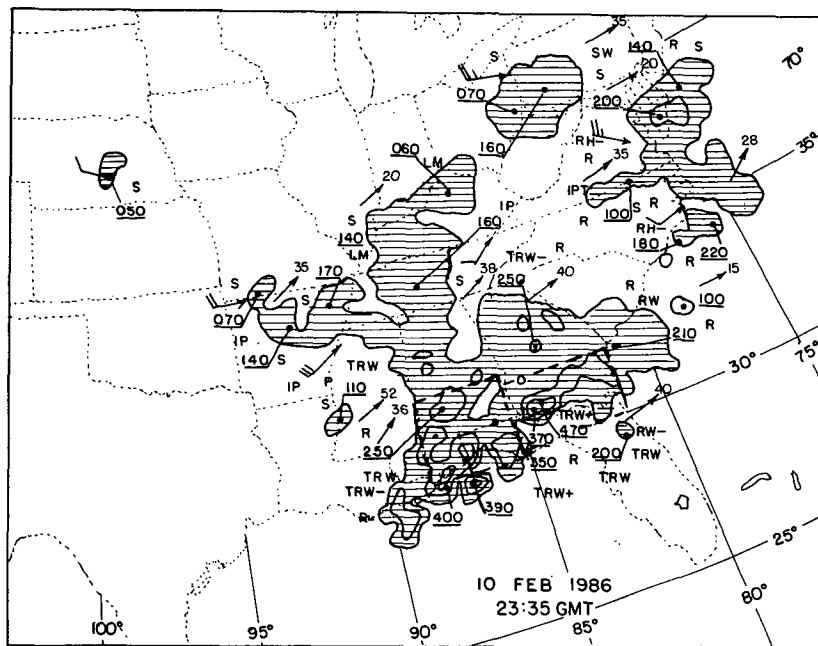 35
S
SW
140
R
S
70°
S
20
070
200
160
RH-
060
LM
R
35
28
35°
20
IP
IPT
100
S
R
S
160
R
RH-
140
LM
TRW-
R
180
220
S
35
170
S
S
38
250
40
R
15
R
RW
100
070
IP
R
210
140
S
TRW
IP
30°
75°
110
S
52
36
TRW+
40
R
250
370
470
R
RW-
200
TRW
TRW
350
TRW
TRW-
TRW+
400
390
S
050
25°
10 FEB 1986
23:35 GMT
80°
100°
95°
90°
85°